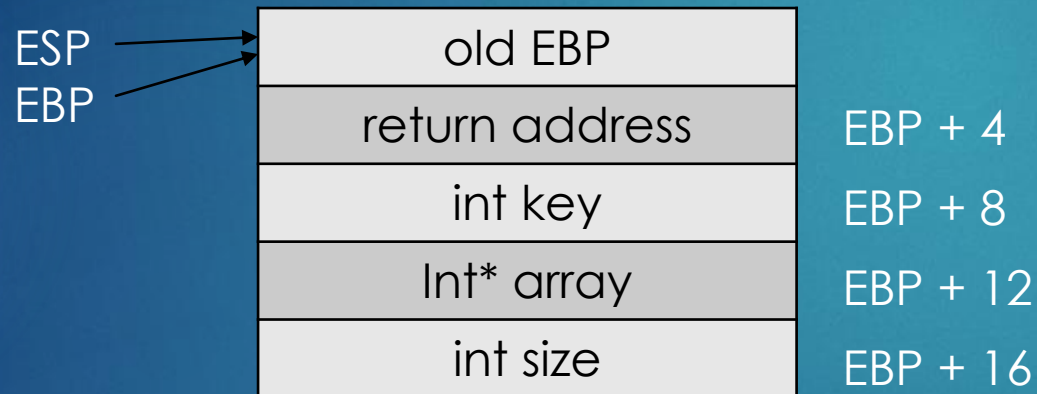 ESP
EBP
old EBP
return address
EBP + 4
int key
EBP + 8
Int* array
EBP + 12
int size
EBP + 16